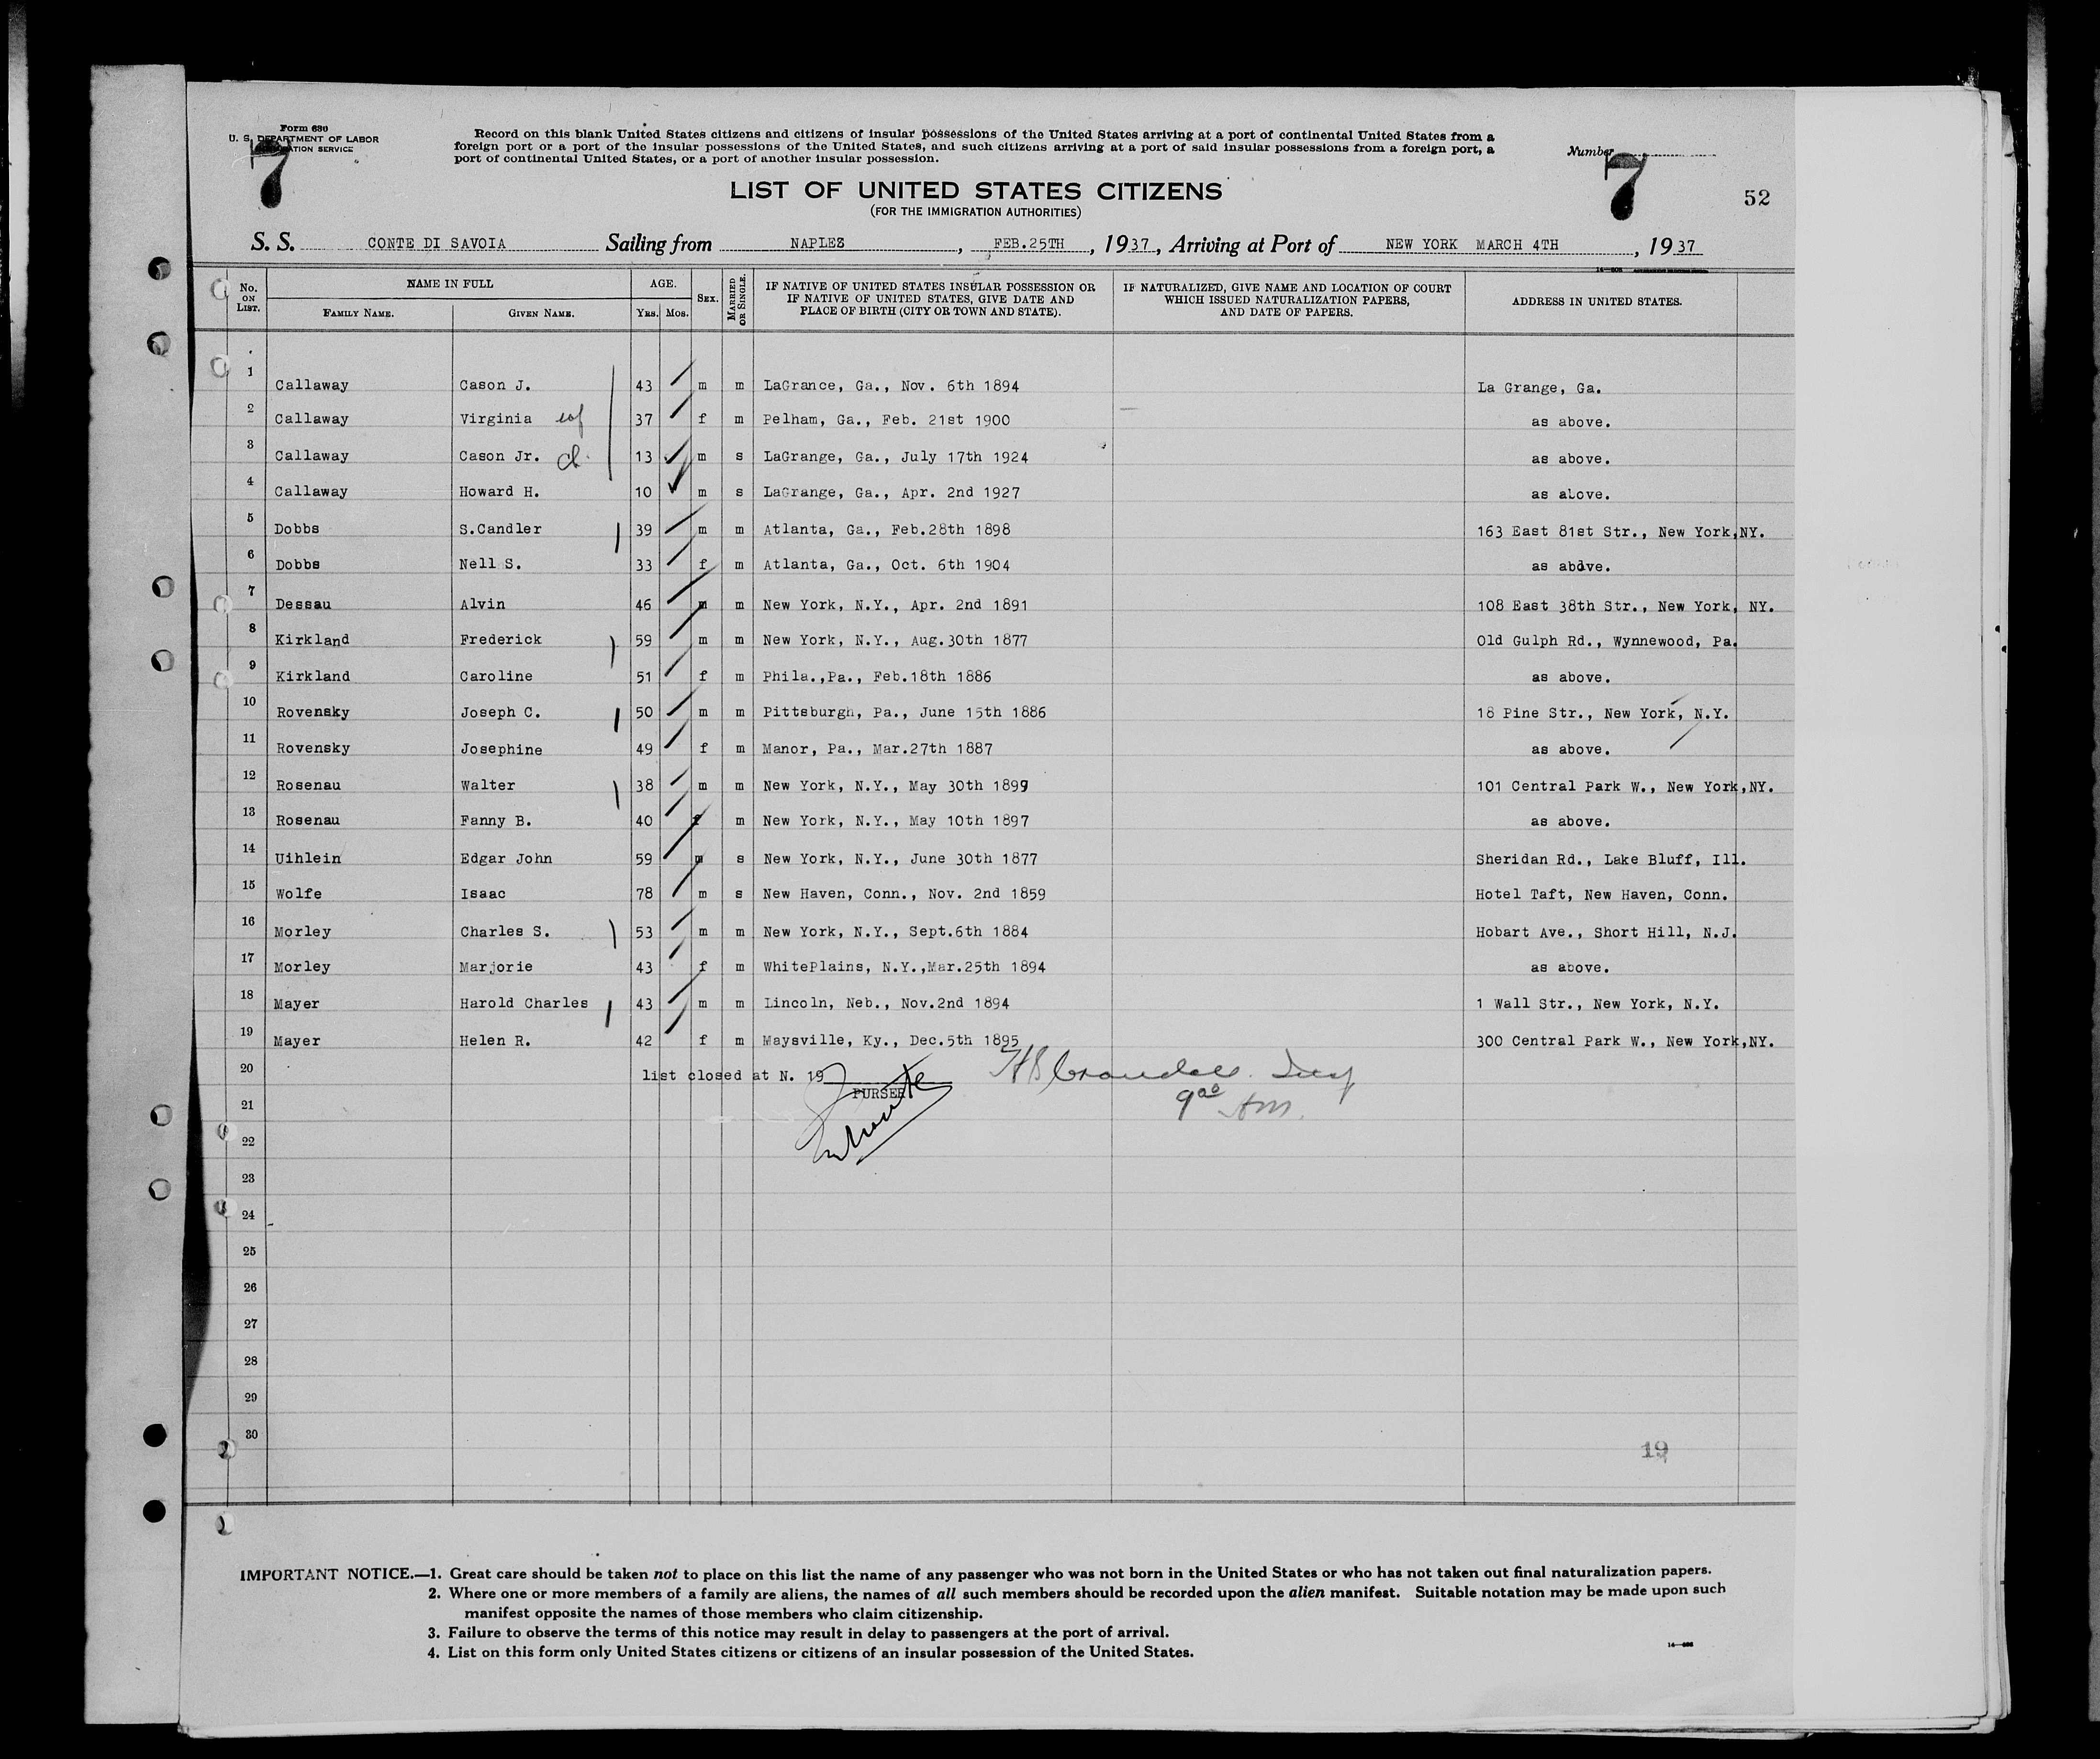 Form 630
U. S. DEPARTMENT OF LABOR
7
Record on this blank United States citizens and citizens of insular possessions of the United States arriving at a port of continental United States from a
foreign port or a port of the insular possessions of the United States, and such citizens arriving at a port of said insular possessions from a foreign port, a
port of continental United States, or a port of another insular possession.
Number
7
52
LIST OF UNITED STATES CITIZENS
(FOR THE IMMIGRATION AUTHORITIES)
S. S. CONTE DI SAVOIA Sailing from NAPLES, FEB.25TH, 1937, Arriving at Port of NEW YORK MARCH 4TH, 1937
No. ON LIST. NAME IN FULL FAMILY NAME. GIVEN NAME. AGE. YRS. MOS. SEX. MARRIED OR SINGLE. IF NATIVE OF UNITED STATES INSULAR POSSESSION OR IF NATIVE OF UNITED STATES, GIVE DATE AND PLACE OF BIRTH (CITY OR TOWN AND STATE). IF NATURALIZED, GIVE NAME AND LOCATION OF COURT WHICH ISSUED NATURALIZATION PAPERS, AND DATE OF PAPERS. ADDRESS IN UNITED STATES.
1 Callaway Cason J. 43 m m LaGrance, Ga., Nov. 6th 1894 La Grange, Ga.
2 Callaway Virginia 37 f m Pelham, Ga., Feb. 21st 1900 as above.
3 Callaway Cason Jr. 13 m s LaGrange, Ga., July 17th 1924 as above.
4 Callaway Howard H. 10 m s LaGrange, Ga., Apr. 2nd 1927 as above.
5 Dobbs S.Candler 39 m m Atlanta, Ga., Feb.28th 1898 163 East 81st Str., New York,NY.
6 Dobbs Nell S. 33 f m Atlanta, Ga., Oct. 6th 1904 as above.
7 Dessau Alvin 46 m m New York, N.Y., Apr. 2nd 1891 108 East 38th Str., New York, NY.
8 Kirkland Frederick 59 m m New York, N.Y., Aug.30th 1877 Old Gulph Rd., Wynnewood, Pa.
9 Kirkland Caroline 51 f m Phila.,Pa., Feb.18th 1886 as above.
10 Rovensky Joseph C. 50 m m Pittsburgh, Pa., June 15th 1886 18 Pine Str., New York, N.Y.
11 Rovensky Josephine 49 f m Manor, Pa., Mar.27th 1887 as above.
12 Rosenau Walter 38 m m New York, N.Y., May 30th 1899 101 Central Park W., New York,NY.
13 Rosenau Fanny B. 40 f m New York, N.Y., May 10th 1897 as above.
14 Uihlein Edgar John 59 m s New York, N.Y., June 30th 1877 Sheridan Rd., Lake Bluff, Ill.
15 Wolfe Isaac 78 m s New Haven, Conn., Nov. 2nd 1859 Hotel Taft, New Haven, Conn.
16 Morley Charles S. 53 m m New York, N.Y., Sept.6th 1884 Hobart Ave., Short Hill, N.J.
17 Morley Marjorie 43 f m WhitePlains, N.Y.,Mar.25th 1894 as above.
18 Mayer Harold Charles 43 m m Lincoln, Neb., Nov.2nd 1894 1 Wall Str., New York, N.Y.
19 Mayer Helen R. 42 f m Maysville, Ky., Dec.5th 1895 300 Central Park W., New York,NY.
20 list closed at N. 19
PURSER
21
22
23
24
25
26
27
28
29
30
19
IMPORTANT NOTICE.—1. Great care should be taken not to place on this list the name of any passenger who was not born in the United States or who has not taken out final naturalization papers.
2. Where one or more members of a family are aliens, the names of all such members should be recorded upon the alien manifest. Suitable notation may be made upon such
manifest opposite the names of those members who claim citizenship.
3. Failure to observe the terms of this notice may result in delay to passengers at the port of arrival.
4. List on this form only United States citizens or citizens of an insular possession of the United States.